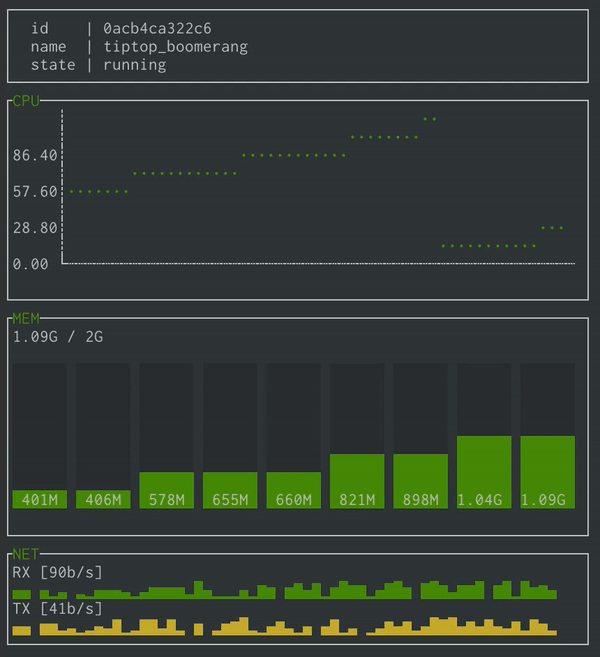 id | 0acb4ca322c6
name | tiptop_boomerang
state | running
CPU
86.40
57.60
28.80
0.00
MEM
1.09G / 2G
401M 406M 578M 655M 660M 821M 898M 1.04G 1.09G
NET
RX [90b/s]
TX [41b/s]